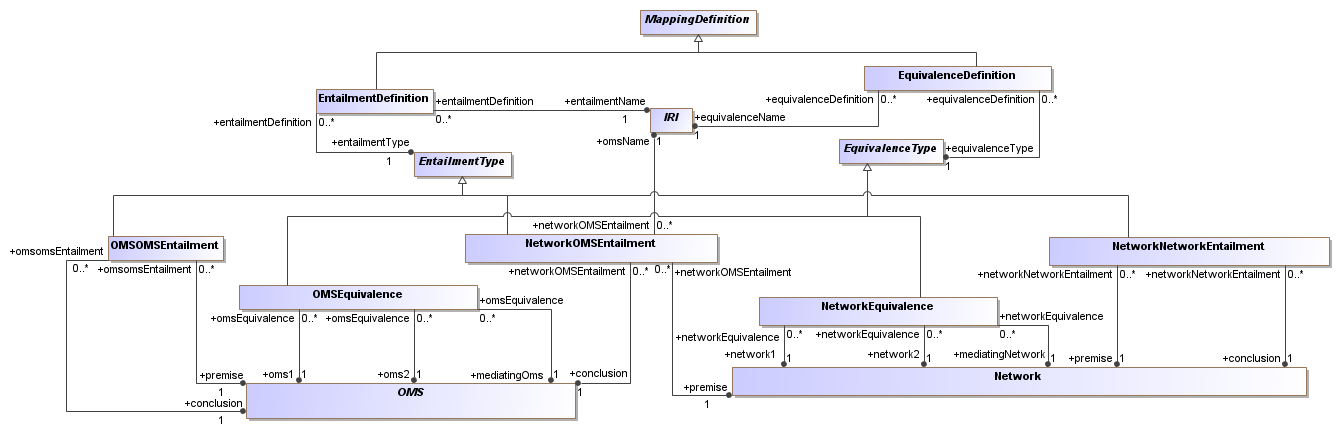 MappingDefinition
EquivalenceDefinition
EntailmentDefinition
+entailmentDefinition
0..*
+entailmentName
1
+equivalenceDefinition
0..*
+equivalenceDefinition
0..*
IRI
+equivalenceName
1
+entailmentDefinition
0..*
+entailmentType
1
+omsName
1
EquivalenceType
+equivalenceType
1
EntailmentType
+networkOMSEntailment
0..*
OMSOMSEntailment
NetworkOMSEntailment
NetworkNetworkEntailment
+omsomsEntailment
0..*
+omsomsEntailment
0..*
+networkOMSEntailment
0..*
0..*
+networkOMSEntailment
+networkNetworkEntailment
0..*
+networkNetworkEntailment
0..*
OMSEquivalence
+omsEquivalence
0..*
+omsEquivalence
0..*
+omsEquivalence
0..*
NetworkEquivalence
+networkEquivalence
0..*
+networkEquivalence
0..*
+networkEquivalence
0..*
+network1
1
+network2
1
+mediatingNetwork
1
+premise
1
+conclusion
1
+premise
1
+oms1
1
+oms2
1
+mediatingOms
1
+conclusion
1
Network
+premise
1
OMS
+conclusion
1